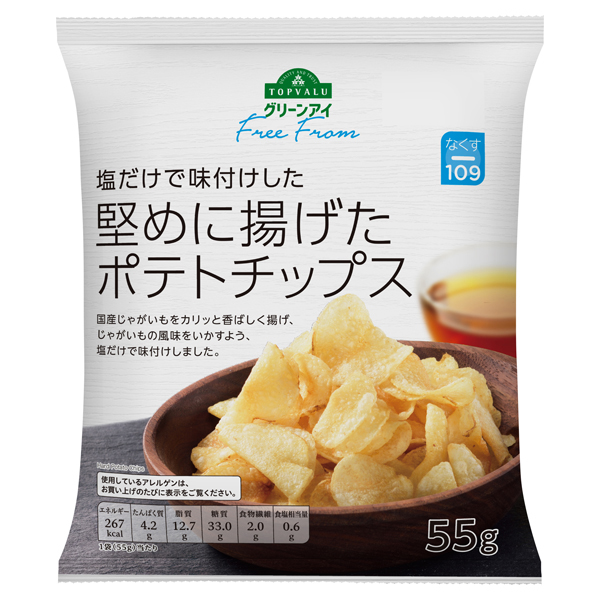 QUALITY AND FRESH
TOPVALU
グリーンアイ
Free From
なくす
109
塩だけで味付けした
堅めに揚げた
ポテトチップス
国産じゃがいもをカリッと香ばしく揚げ、
じゃがいもの風味をいかすよう、
塩だけで味付けしました。
Hard Potato Chips
使用しているアレルゲンは、
お買い上げのたびに表示をご覧ください。
エネルギー たんぱく質 脂質 糖質 食物繊維 食塩相当量
267 4.2 12.7 33.0 2.0 0.6
kcal g g g g g
1袋(55g)当たり
55g